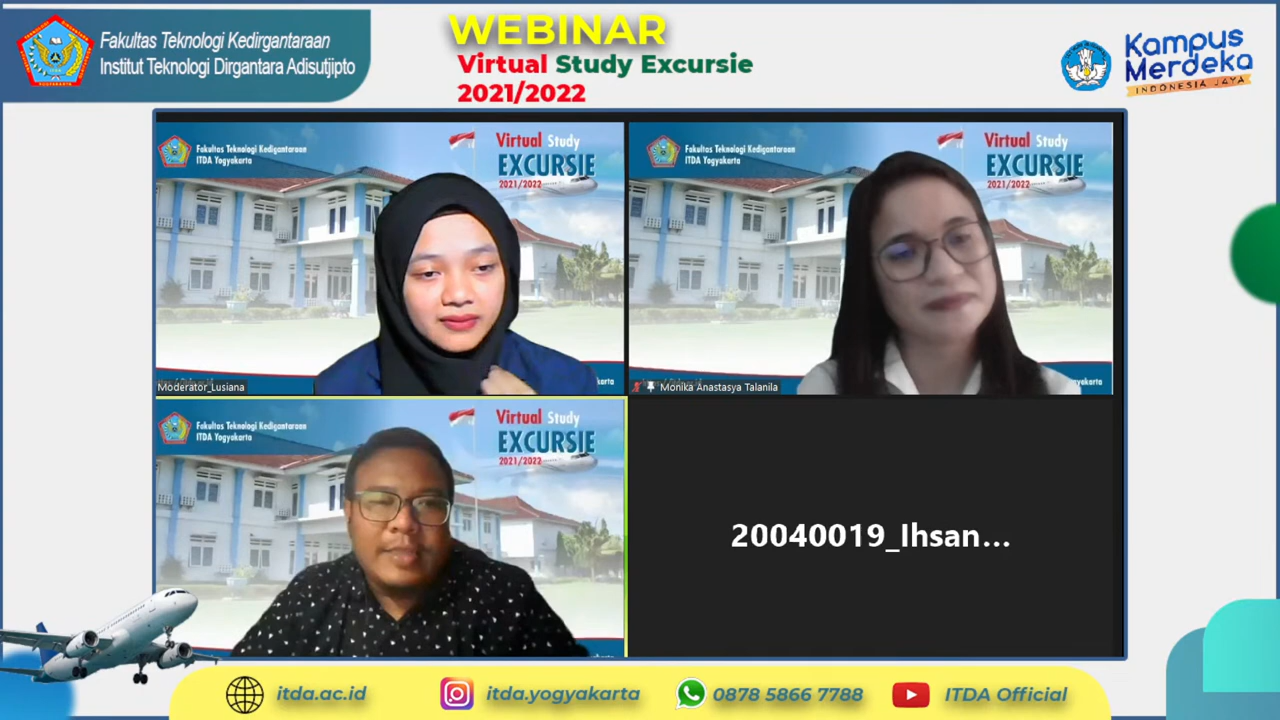 Fakultas Teknologi Kedirgantaraan
Institut Teknologi Dirgantara Adisutjipto
WEBINAR
Virtual Study Excursie
2021/2022
Kampus
Merdeka
INDONESIA JAYA
Fakultas Teknologi Kedigantaraan
ITDA Yogyakarta
Virtual Study
EXCURSIE
2021/2022
Moderator_Lusiana
Fakultas Teknologi Kedigantaraan
ITDA Yogyakarta
Virtual Study
EXCURSIE
2021/2022
Monika Anastasya Talanila
Fakultas Teknologi Kedigantaraan
ITDA Yogyakarta
Virtual Study
EXCURSIE
2021/2022
20040019_Ihsan...
itda.ac.id
itda.yogyakarta
0878 5866 7788
ITDA Official